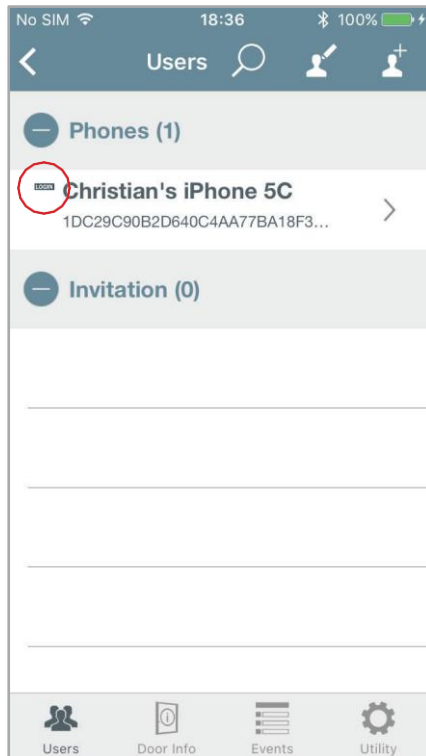 No SIM 18:36 100%
Users
Phones (1)
LOGIN
Christian's iPhone 5C
1DC29C90B2D640C4AA77BA18F3...
Invitation (0)
Users Door Info Events Utility